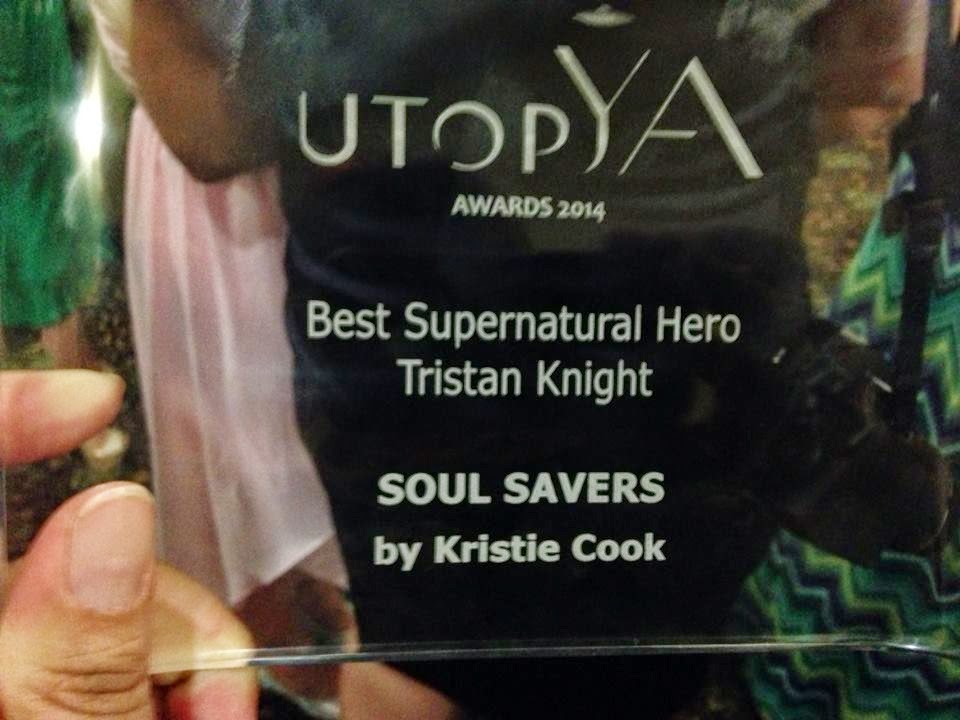 UTOPYA
AWARDS 2014
Best Supernatural Hero
Tristan Knight
SOUL SAVERS
by Kristie Cook